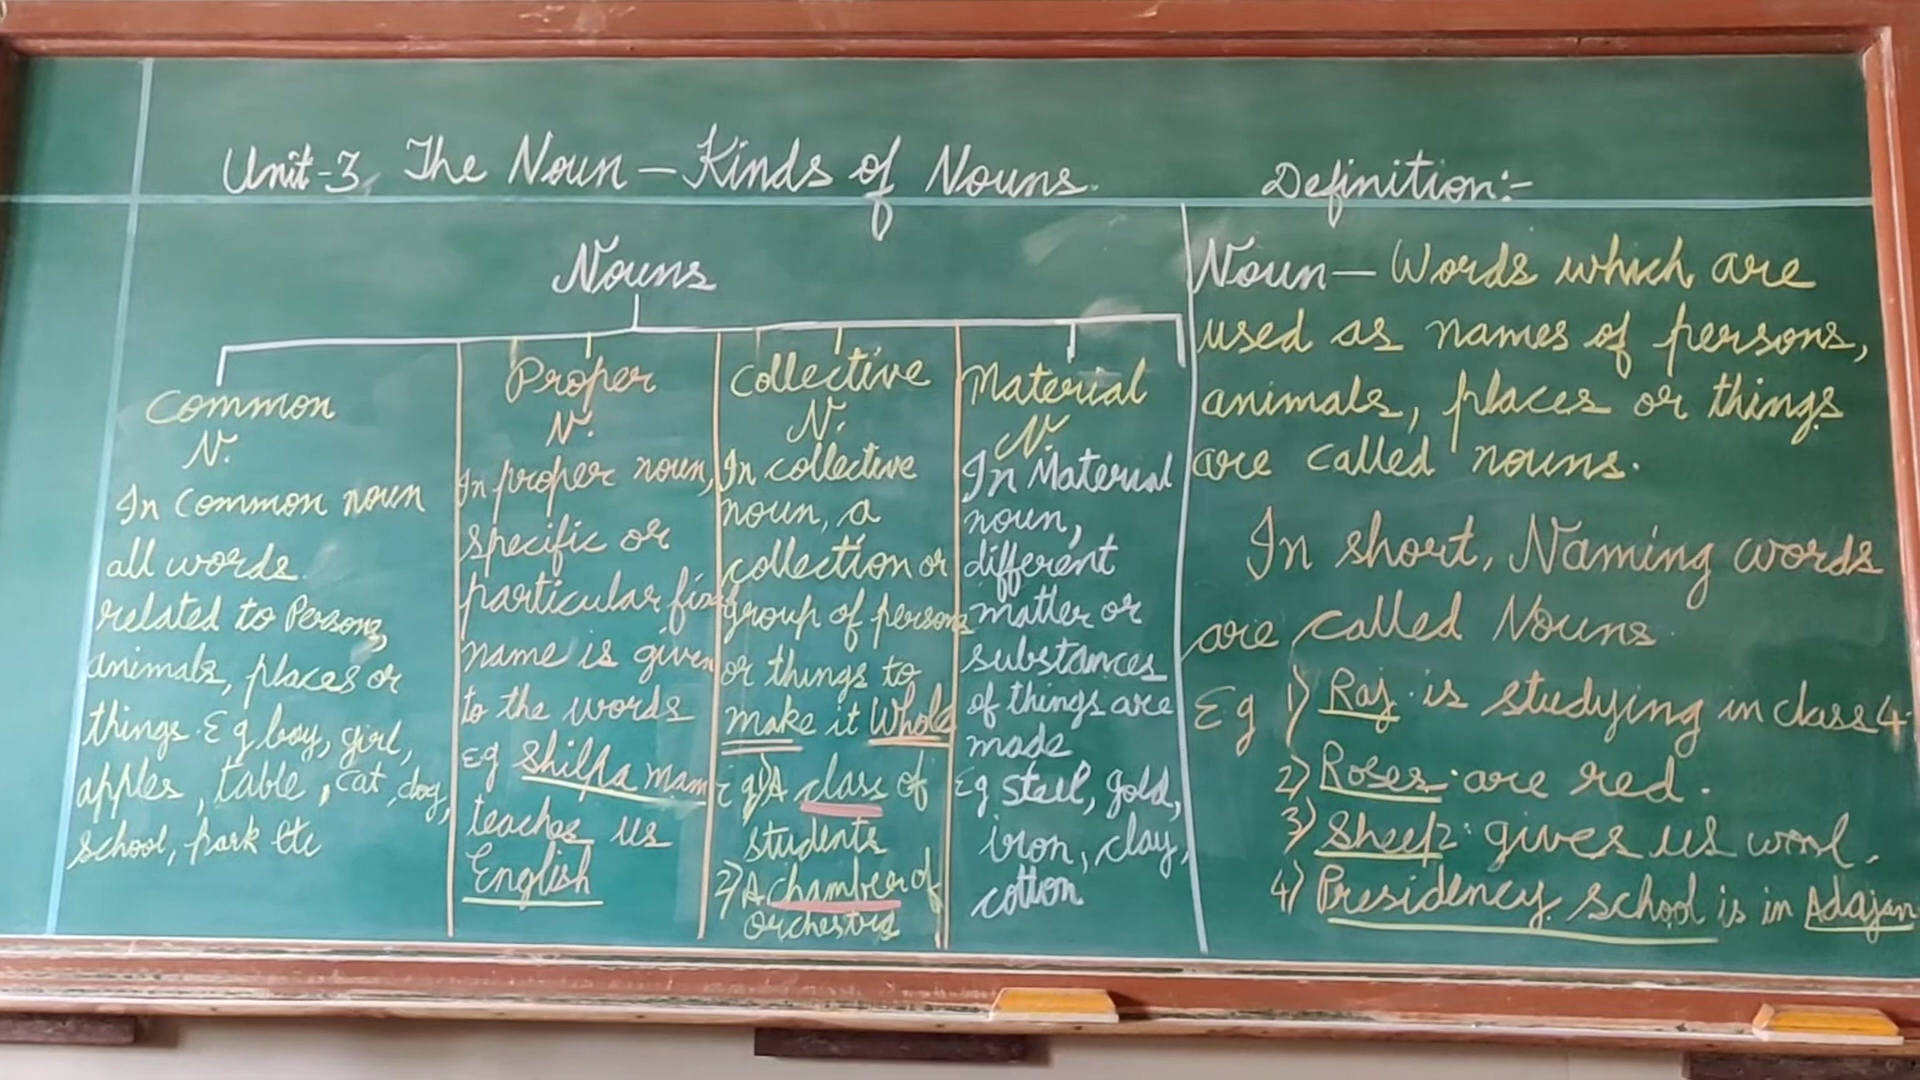 Unit-3 The Noun - Kinds of Nouns.
Nouns
Common
N.
In Common noun
all words
related to Persons,
animals, places or
things. Eg boy, girl,
apples, table, cat, dog,
school, park etc
Proper
N.
In proper noun,
specific or
particular fix
name is given
to the words
Eg Shilpa mam
teaches us
English
Collective
N.
In collective
noun, a
collection or
group of persons
or things to
make it Whole
Eg 1) A class of
students
2) A chamber of
Orchestra
Material
N.
In Material
noun,
different
matter or
substances
of things are
made
Eg Steel, gold,
iron, clay,
cotton
Definition:-
Noun - Words which are
used as names of persons,
animals, places or things
are called nouns.
In short, Naming words
are called Nouns
Eg 1) Raj is studying in class 4.
2) Roses are red.
3) Sheep gives us wool.
4) Presidency school is in Adajan